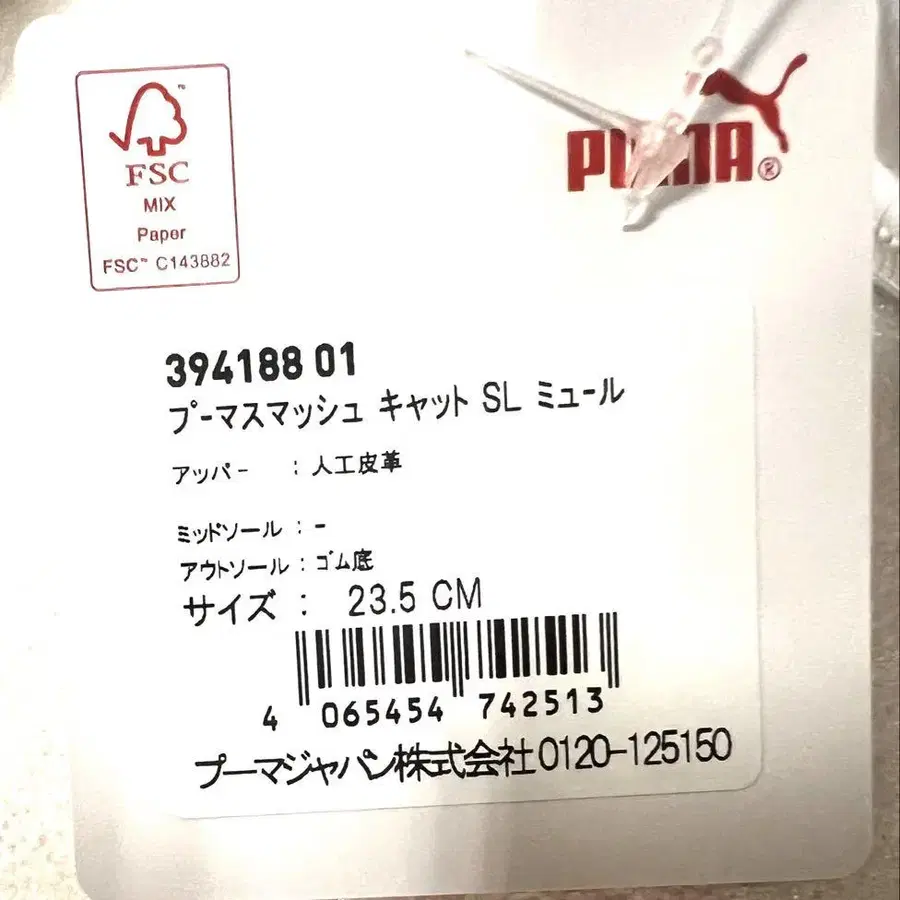 FSC
MIX
Paper
FSC™ C143882
PUMA®
394188 01
プーマスマッシュ キャット SL ミュール
アッパー : 人工皮革
ミッドソール : -
アウトソール : ゴム底
サイズ : 23.5 CM
4 065454 742513
プーマジャパン株式会社0120-125150